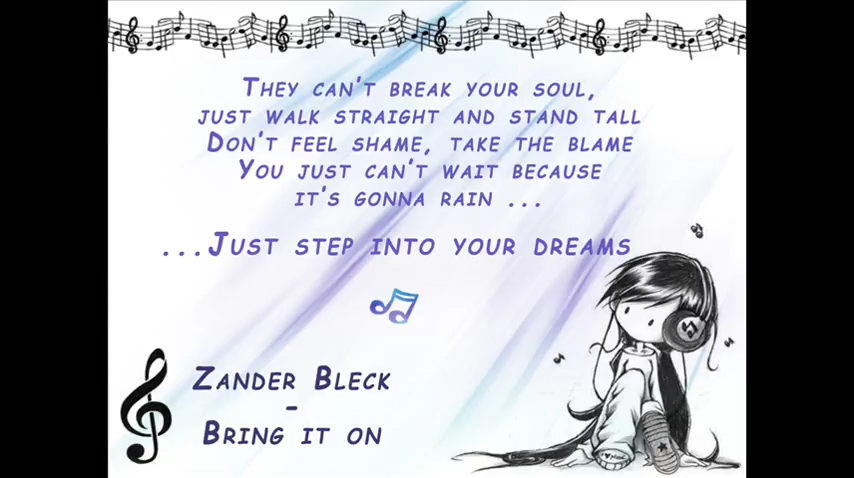 They can't break your soul,
just walk straight and stand tall
Don't feel shame, take the blame
You just can't wait because
it's gonna rain ...
...Just step into your dreams
Zander Bleck
-
Bring it on